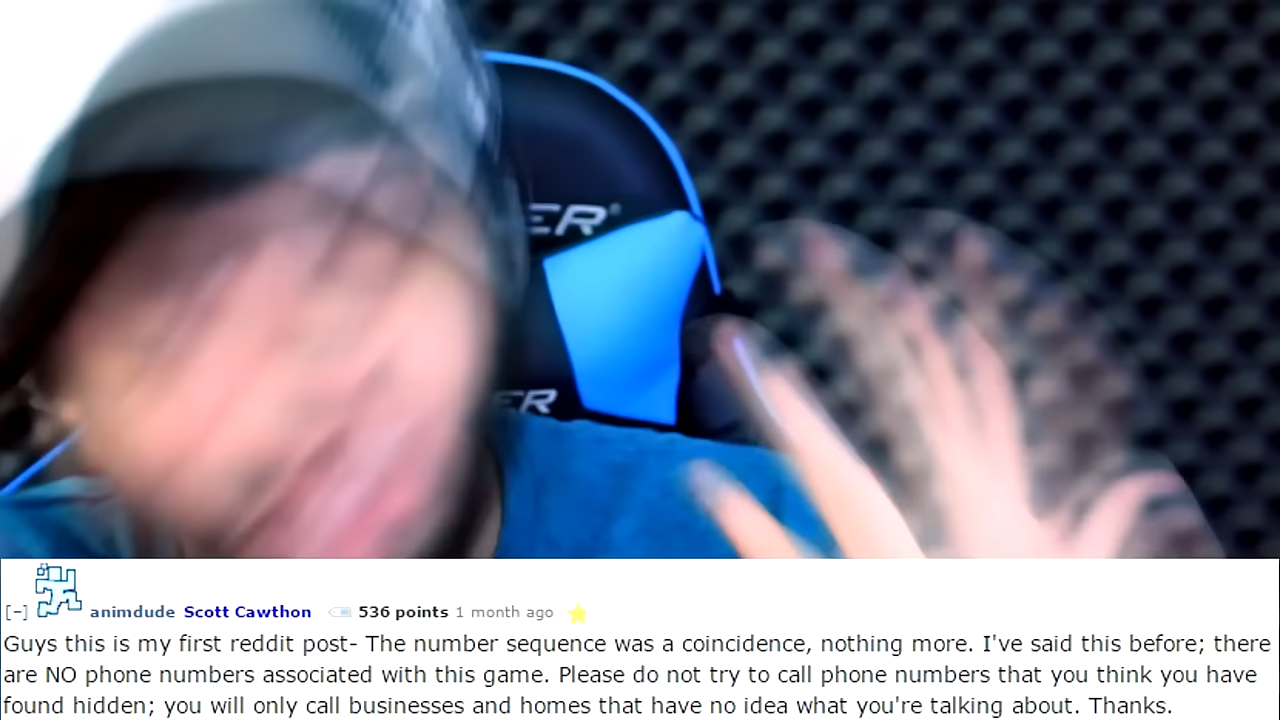 ER®
ER
[–] animdude Scott Cawthon 536 points 1 month ago
Guys this is my first reddit post- The number sequence was a coincidence, nothing more. I've said this before; there
are NO phone numbers associated with this game. Please do not try to call phone numbers that you think you have
found hidden; you will only call businesses and homes that have no idea what you're talking about. Thanks.